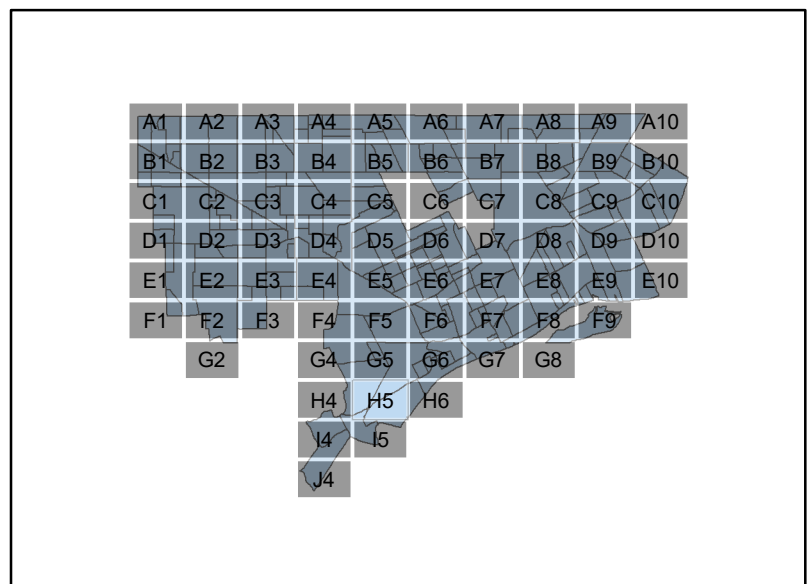 A1 A2 A3 A4 A5 A6 A7 A8 A9 A10
B1 B2 B3 B4 B5 B6 B7 B8 B9 B10
C1 C2 C3 C4 C5 C6 C7 C8 C9 C10
D1 D2 D3 D4 D5 D6 D7 D8 D9 D10
E1 E2 E3 E4 E5 E6 E7 E8 E9 E10
F1 F2 F3 F4 F5 F6 F7 F8 F9
G2 G4 G5 G6 G7 G8
H4 H5 H6
I4 I5
J4